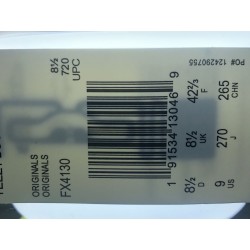 ORIGINALS
ORIGINALS
FX4130
8½
720
UPC
1 91534 13046 9
8½ D
8½ UK
42⅔ F
9 US
270 J
265 CHN
PO# 124290755